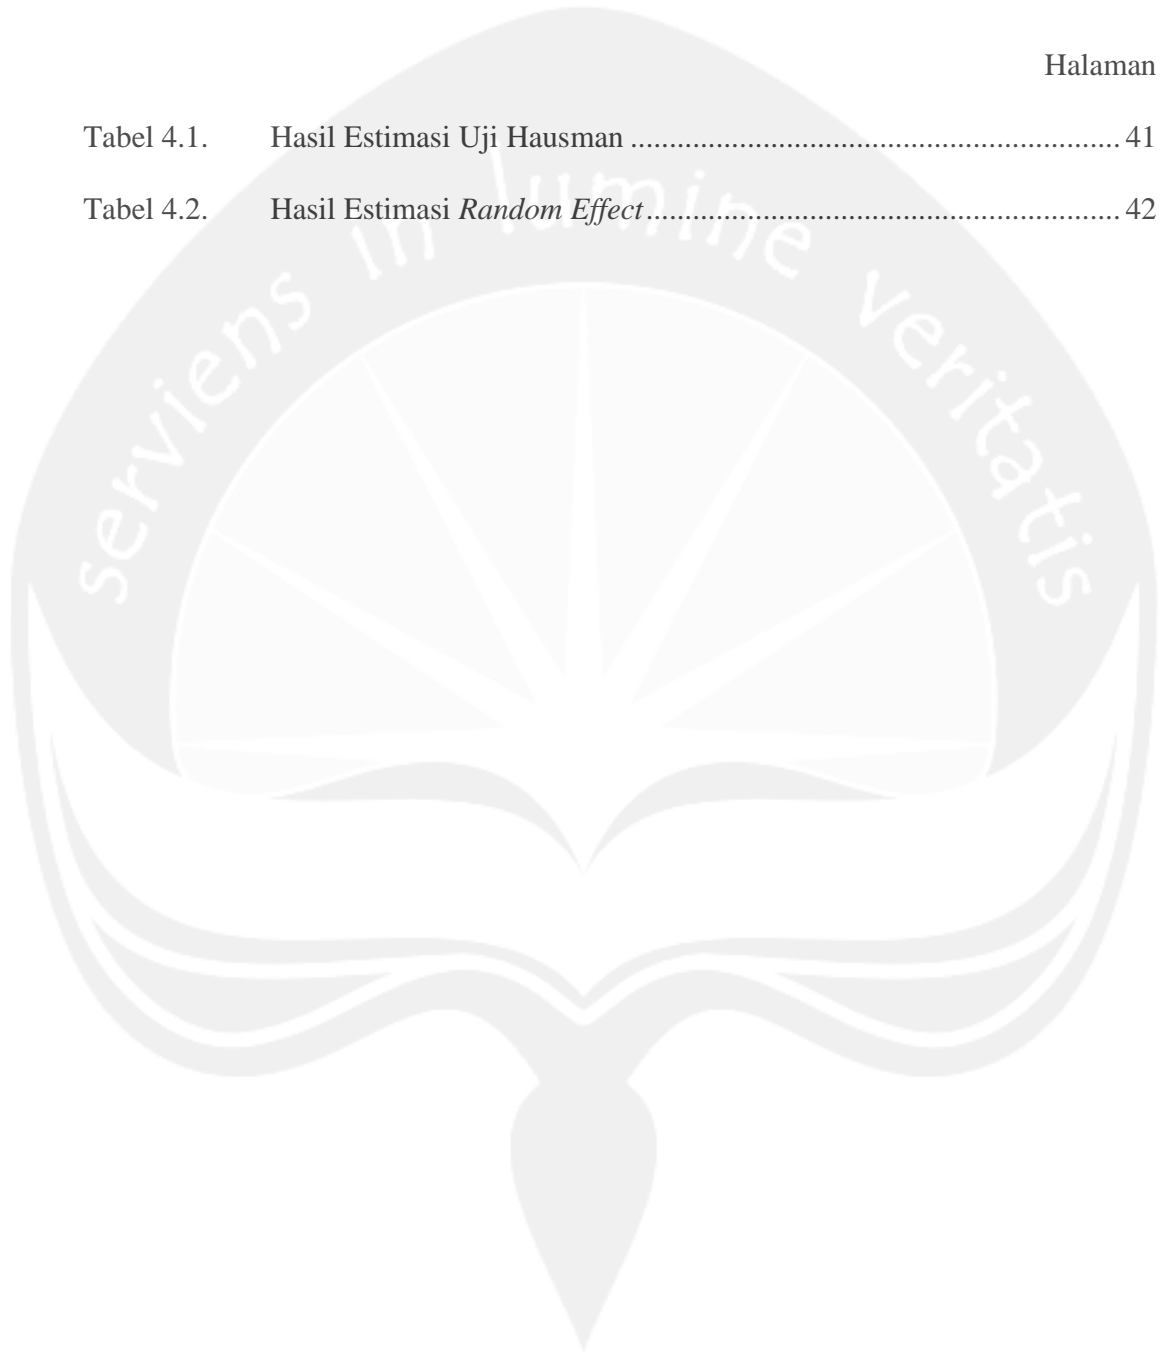 Halaman
Tabel 4.1. Hasil Estimasi Uji Hausman ............................................................... 41
Tabel 4.2. Hasil Estimasi Random Effect ............................................................. 42
serviens in lumine veritatis